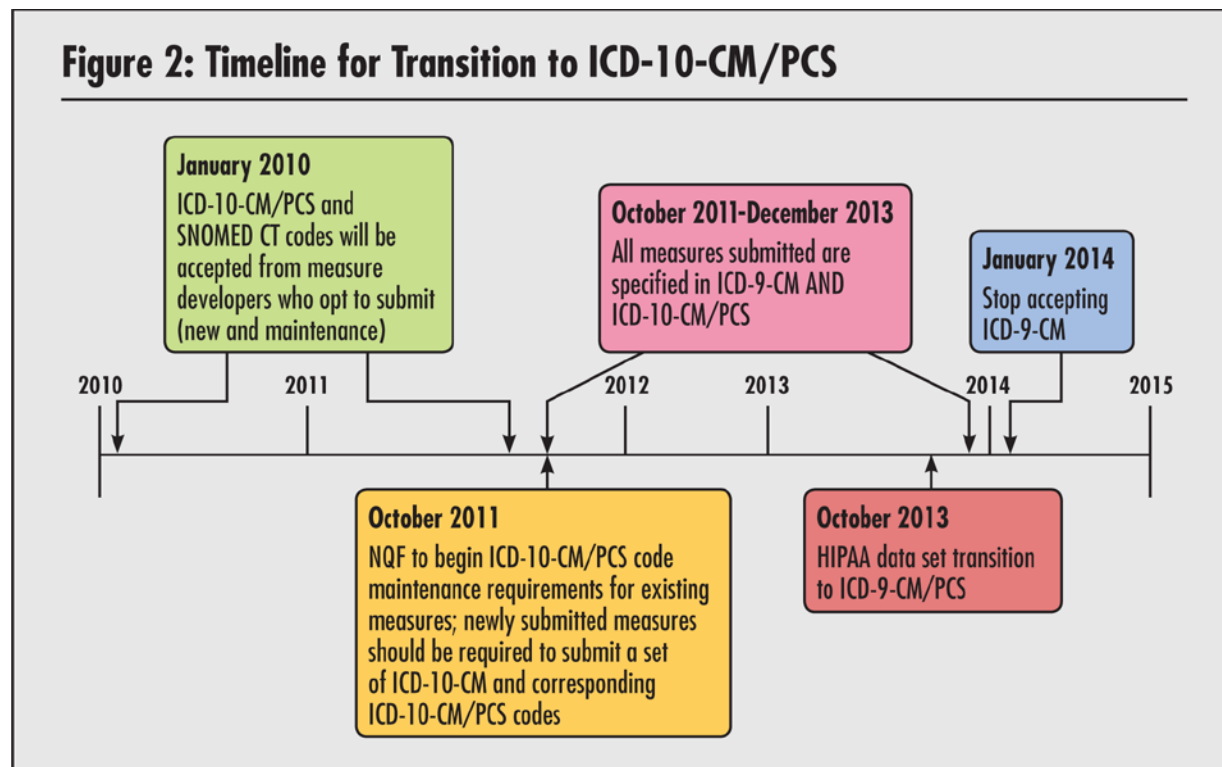 Figure 2: Timeline for Transition to ICD-10-CM/PCS
January 2010
ICD-10-CM/PCS and
SNOMED CT codes will be
accepted from measure
developers who opt to submit
(new and maintenance)
October 2011-December 2013
All measures submitted are
specified in ICD-9-CM AND
ICD-10-CM/PCS
January 2014
Stop accepting
ICD-9-CM
2010
2011
2012
2013
2014
2015
October 2011
NQF to begin ICD-10-CM/PCS code
maintenance requirements for existing
measures; newly submitted measures
should be required to submit a set
of ICD-10-CM and corresponding
ICD-10-CM/PCS codes
October 2013
HIPAA data set transition
to ICD-9-CM/PCS